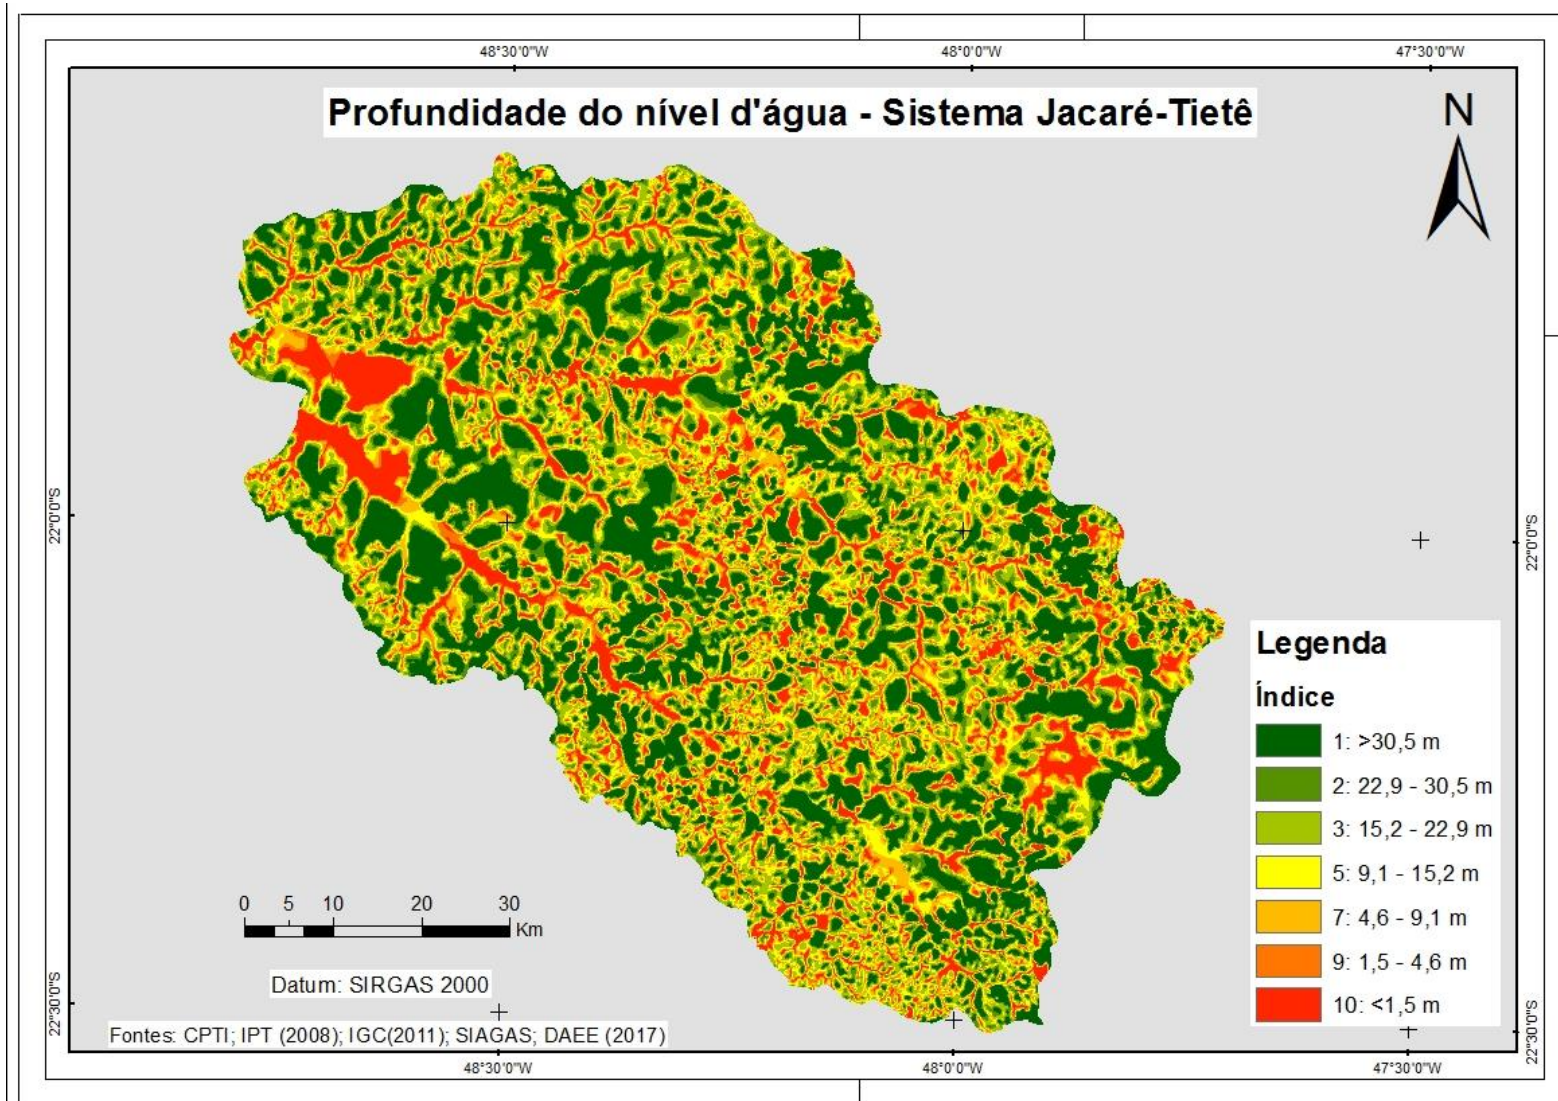 48°30'0"W 48°0'0"W 47°30'0"W
Profundidade do nível d'água - Sistema Jacaré-Tietê
N
22°0'0"S
22°0'0"S
Legenda
Índice
1: >30,5 m
2: 22,9 - 30,5 m
3: 15,2 - 22,9 m
5: 9,1 - 15,2 m
7: 4,6 - 9,1 m
9: 1,5 - 4,6 m
10: <1,5 m
0 5 10 20 30
Km
Datum: SIRGAS 2000
Fontes: CPTI; IPT (2008); IGC(2011); SIAGAS; DAEE (2017)
22°30'0"S
22°30'0"S
48°30'0"W 48°0'0"W 47°30'0"W